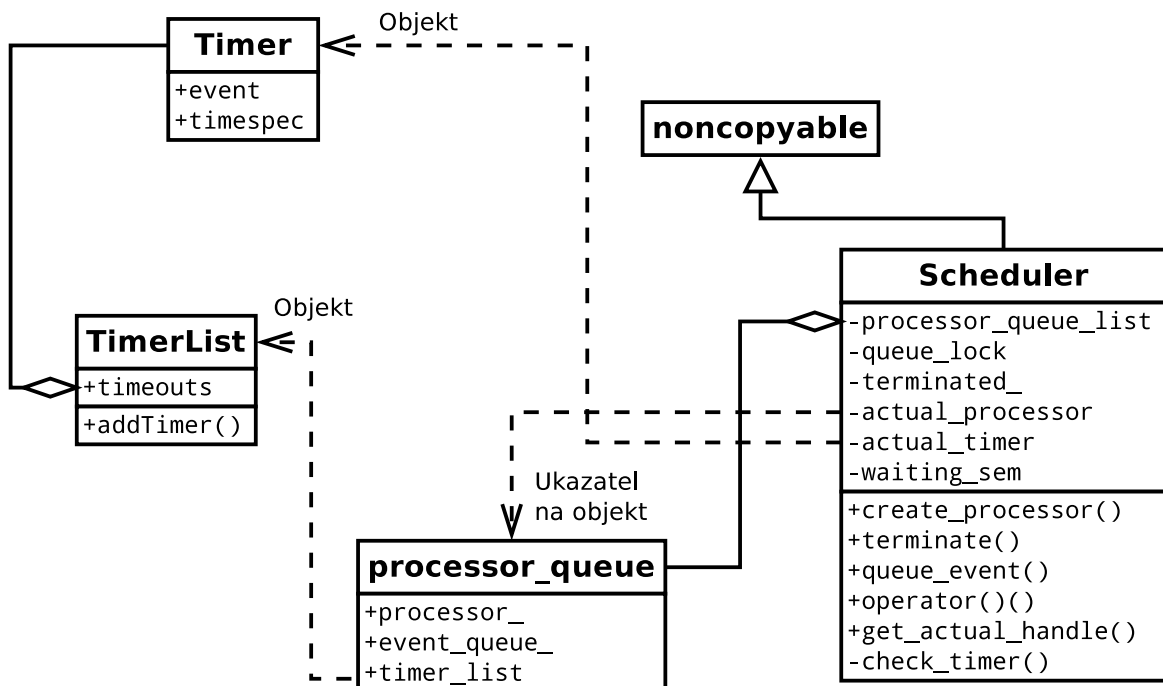 Timer
+event
+timespec
Objekt
noncopyable
Scheduler
-processor_queue_list
-queue_lock
-terminated_
-actual_processor
-actual_timer
-waiting_sem
+create_processor()
+terminate()
+queue_event()
+operator()()
+get_actual_handle()
-check_timer()
Objekt
TimerList
+timeouts
+addTimer()
Ukazatel
na objekt
processor_queue
+processor_
+event_queue_
+timer_list